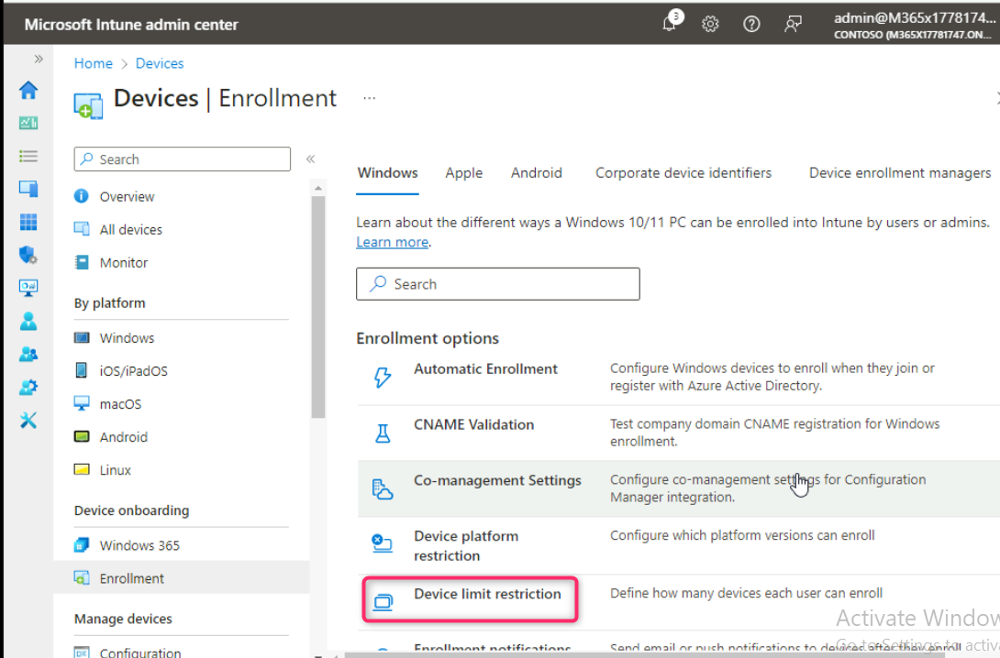 Microsoft Intune admin center
3
admin@M365x1778174...
CONTOSO (M365X17781747.ON...
Home > Devices
Devices | Enrollment ...
Search
Overview
All devices
Monitor
By platform
Windows
iOS/iPadOS
macOS
Android
Linux
Device onboarding
Windows 365
Enrollment
Manage devices
Configuration
Windows Apple Android Corporate device identifiers Device enrollment managers
Learn about the different ways a Windows 10/11 PC can be enrolled into Intune by users or admins.
Learn more.
Search
Enrollment options
Automatic Enrollment
Configure Windows devices to enroll when they join or
register with Azure Active Directory.
CNAME Validation
Test company domain CNAME registration for Windows
enrollment.
Co-management Settings
Configure co-management settings for Configuration
Manager integration.
Device platform
restriction
Configure which platform versions can enroll
Device limit restriction
Define how many devices each user can enroll
Enrollment notifications
Send email or push notifications to devices after they enroll
Activate Window
Go to Settings to activ